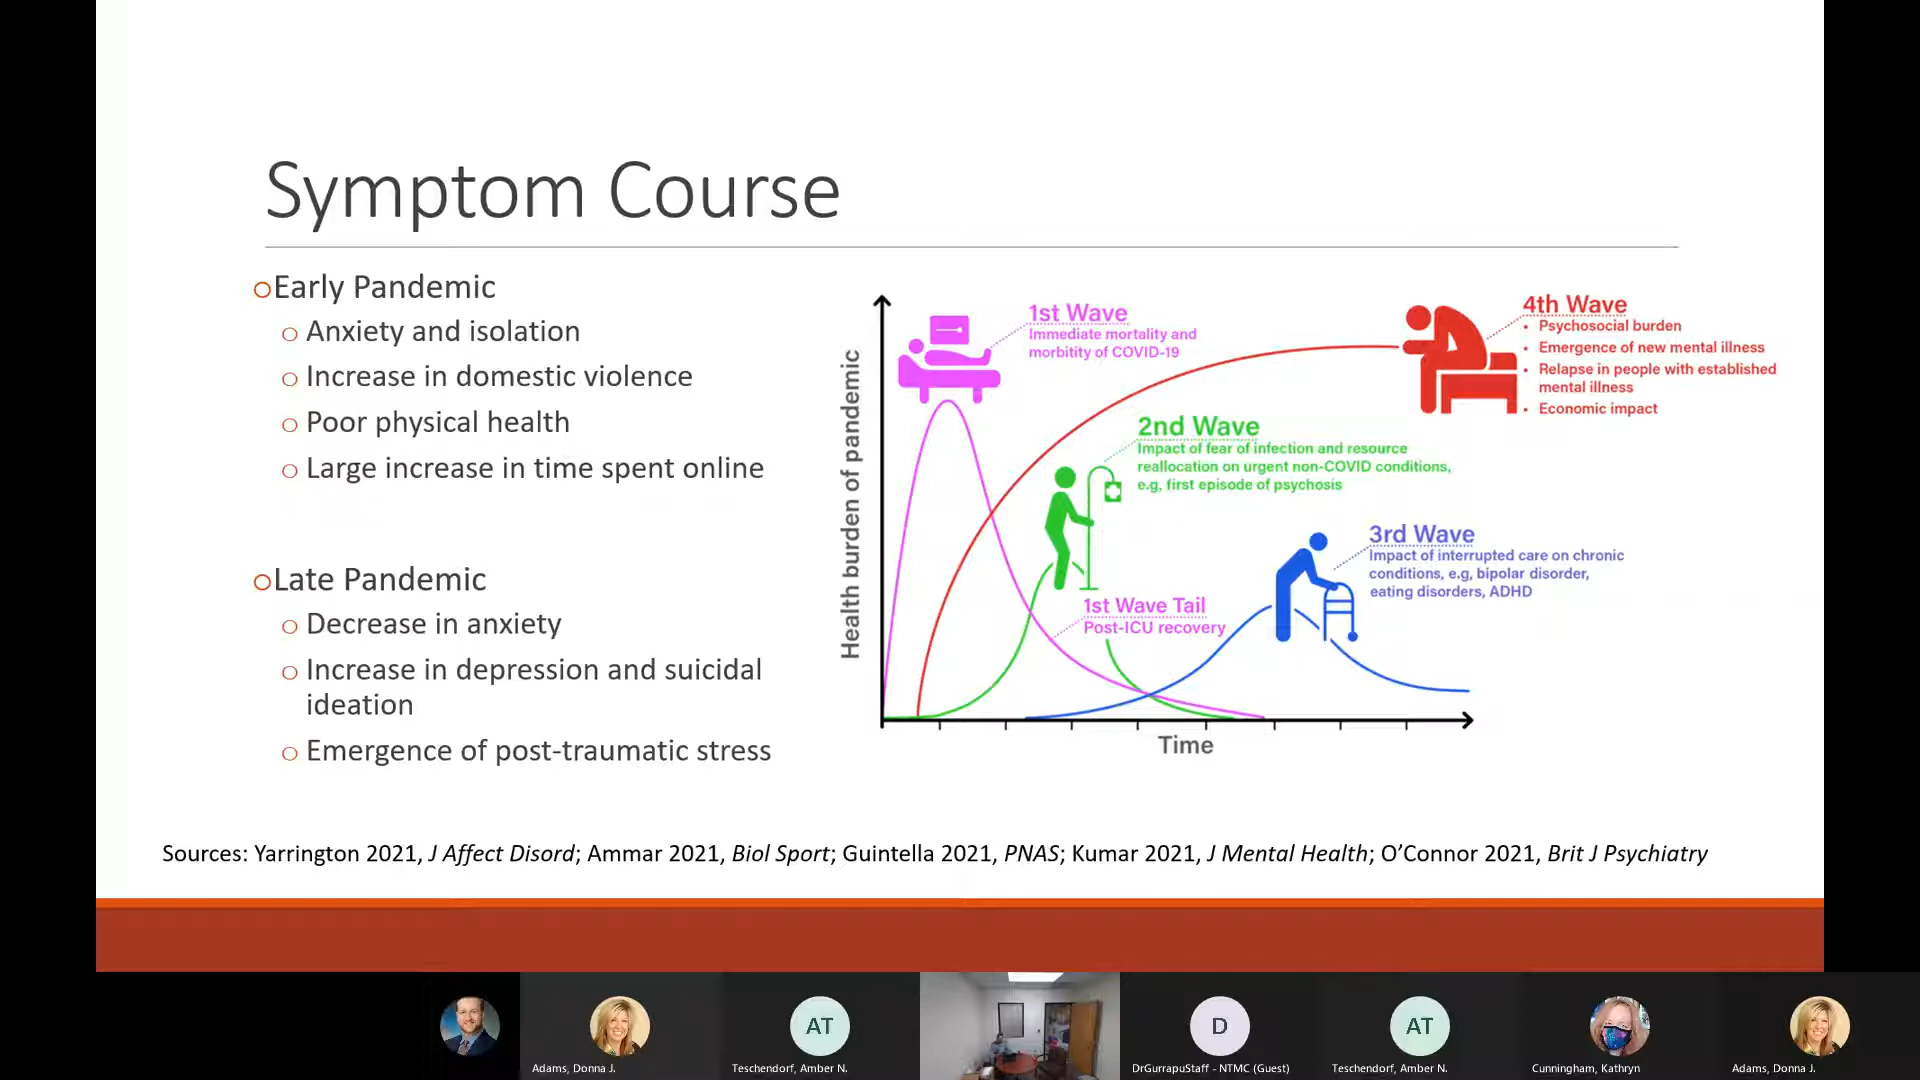 Symptom Course
Early Pandemic
Anxiety and isolation
Increase in domestic violence
Poor physical health
Large increase in time spent online
Late Pandemic
Decrease in anxiety
Increase in depression and suicidal
ideation
Emergence of post-traumatic stress
Health burden of pandemic
1st Wave
Immediate mortality and
morbitity of COVID-19
4th Wave
• Psychosocial burden
• Emergence of new mental illness
• Relapse in people with established
mental illness
• Economic impact
2nd Wave
Impact of fear of infection and resource
reallocation on urgent non-COVID conditions,
e.g, first episode of psychosis
3rd Wave
Impact of interrupted care on chronic
conditions, e.g, bipolar disorder,
eating disorders, ADHD
1st Wave Tail
Post-ICU recovery
Time
Sources: Yarrington 2021, J Affect Disord; Ammar 2021, Biol Sport; Guintella 2021, PNAS; Kumar 2021, J Mental Health; O'Connor 2021, Brit J Psychiatry
AT
D
AT
Adams, Donna J.
Teschendorf, Amber N.
DrGurrapuStaff - NTMC (Guest)
Teschendorf, Amber N.
Cunningham, Kathryn
Adams, Donna J.